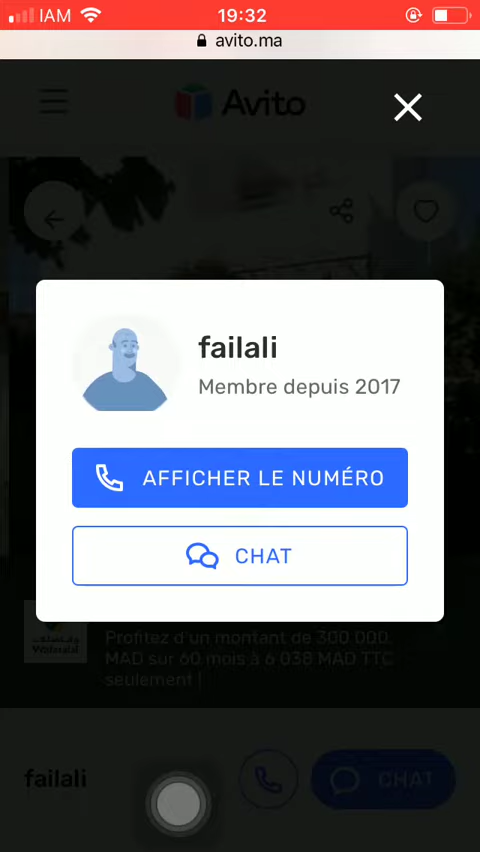 IAM
19:32
avito.ma
Avito
failali
Membre depuis 2017
AFFICHER LE NUMÉRO
CHAT
Profitez d'un montant de 300 000
MAD sur 60 mois à 6 038 MAD TTC
seulement !
failali
CHAT